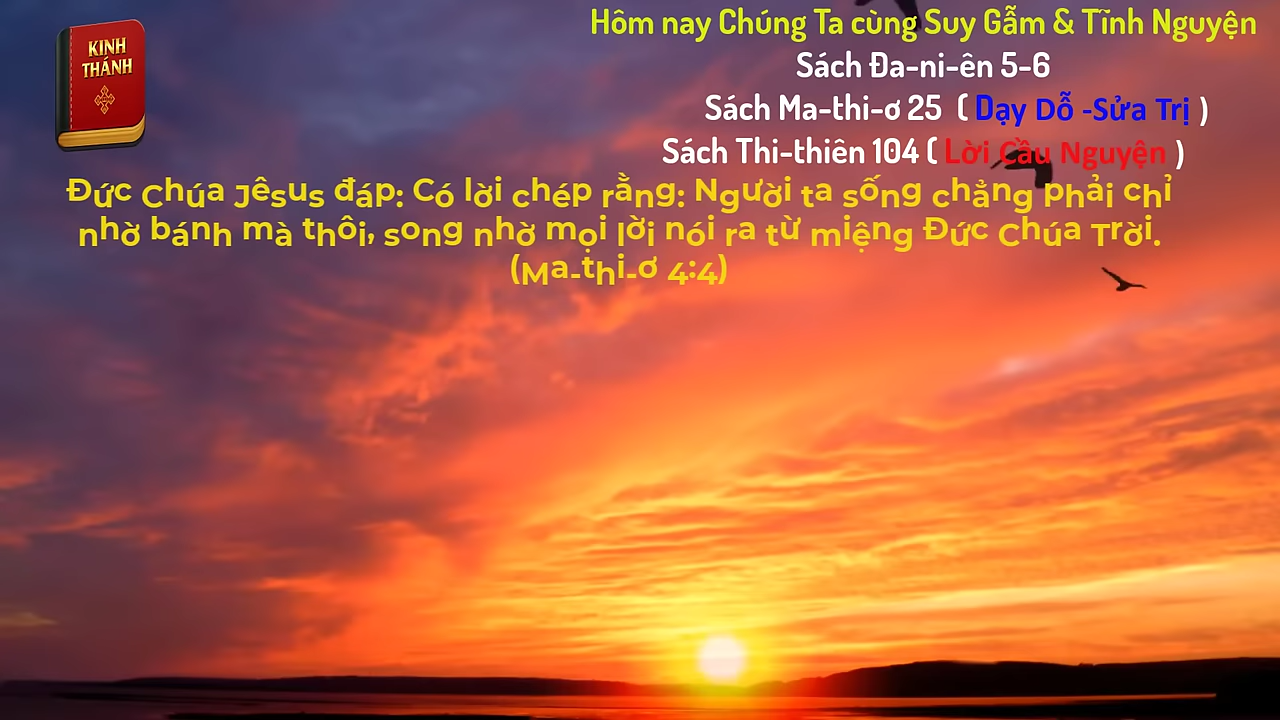 KINH
THÁNH
Hôm nay Chúng Ta cùng Suy Gẫm & Tĩnh Nguyện
Sách Đa-ni-ên 5-6
Sách Ma-thi-ơ 25 ( Dạy Dỗ -Sửa Trị )
Sách Thi-thiên 104 ( Lời Cầu Nguyện )
Đức Chúa Jêsus đáp: Có lời chép rằng: Người ta sống chẳng phải chỉ
nhờ bánh mà thôi, song nhờ mọi lời nói ra từ miệng Đức Chúa Trời.
(Ma-thi-ơ 4:4)